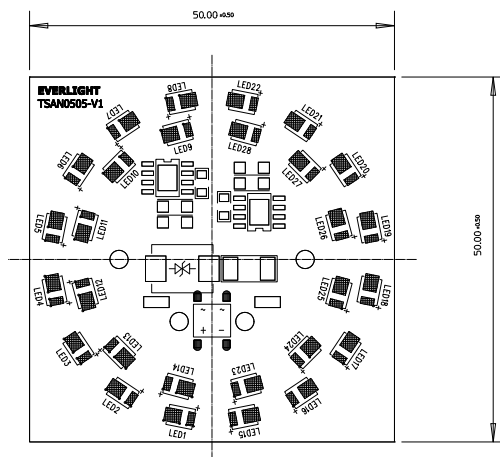 50.00 ±0.50
EVERLIGHT
TSAN0505-V1
LED8
LED22
LED7
LED21
LED9
LED28
LED6
LED10
LED27
LED20
LED5
LED11
LED26
LED19
50.00 ±0.50
LED4
LED12
LED25
LED18
~ ~
+ -
LED3
LED13
LED24
LED17
LED14
LED23
LED2
LED16
LED1
LED15